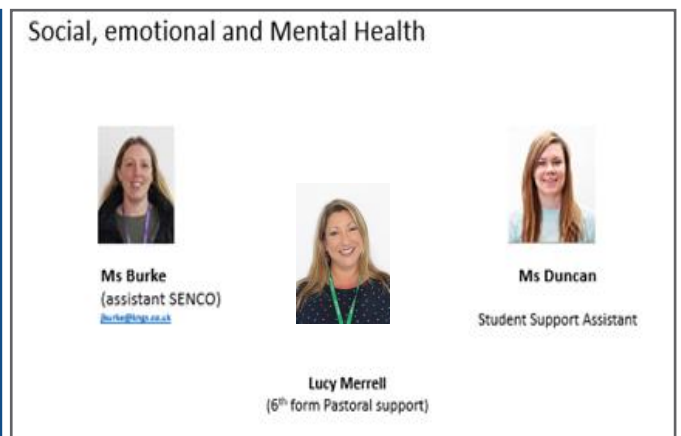 Social, emotional and Mental Health
Ms Burke
(assistant SENCO)
Ms Duncan
Student Support Assistant
Lucy Merrell
(6th form Pastoral support)